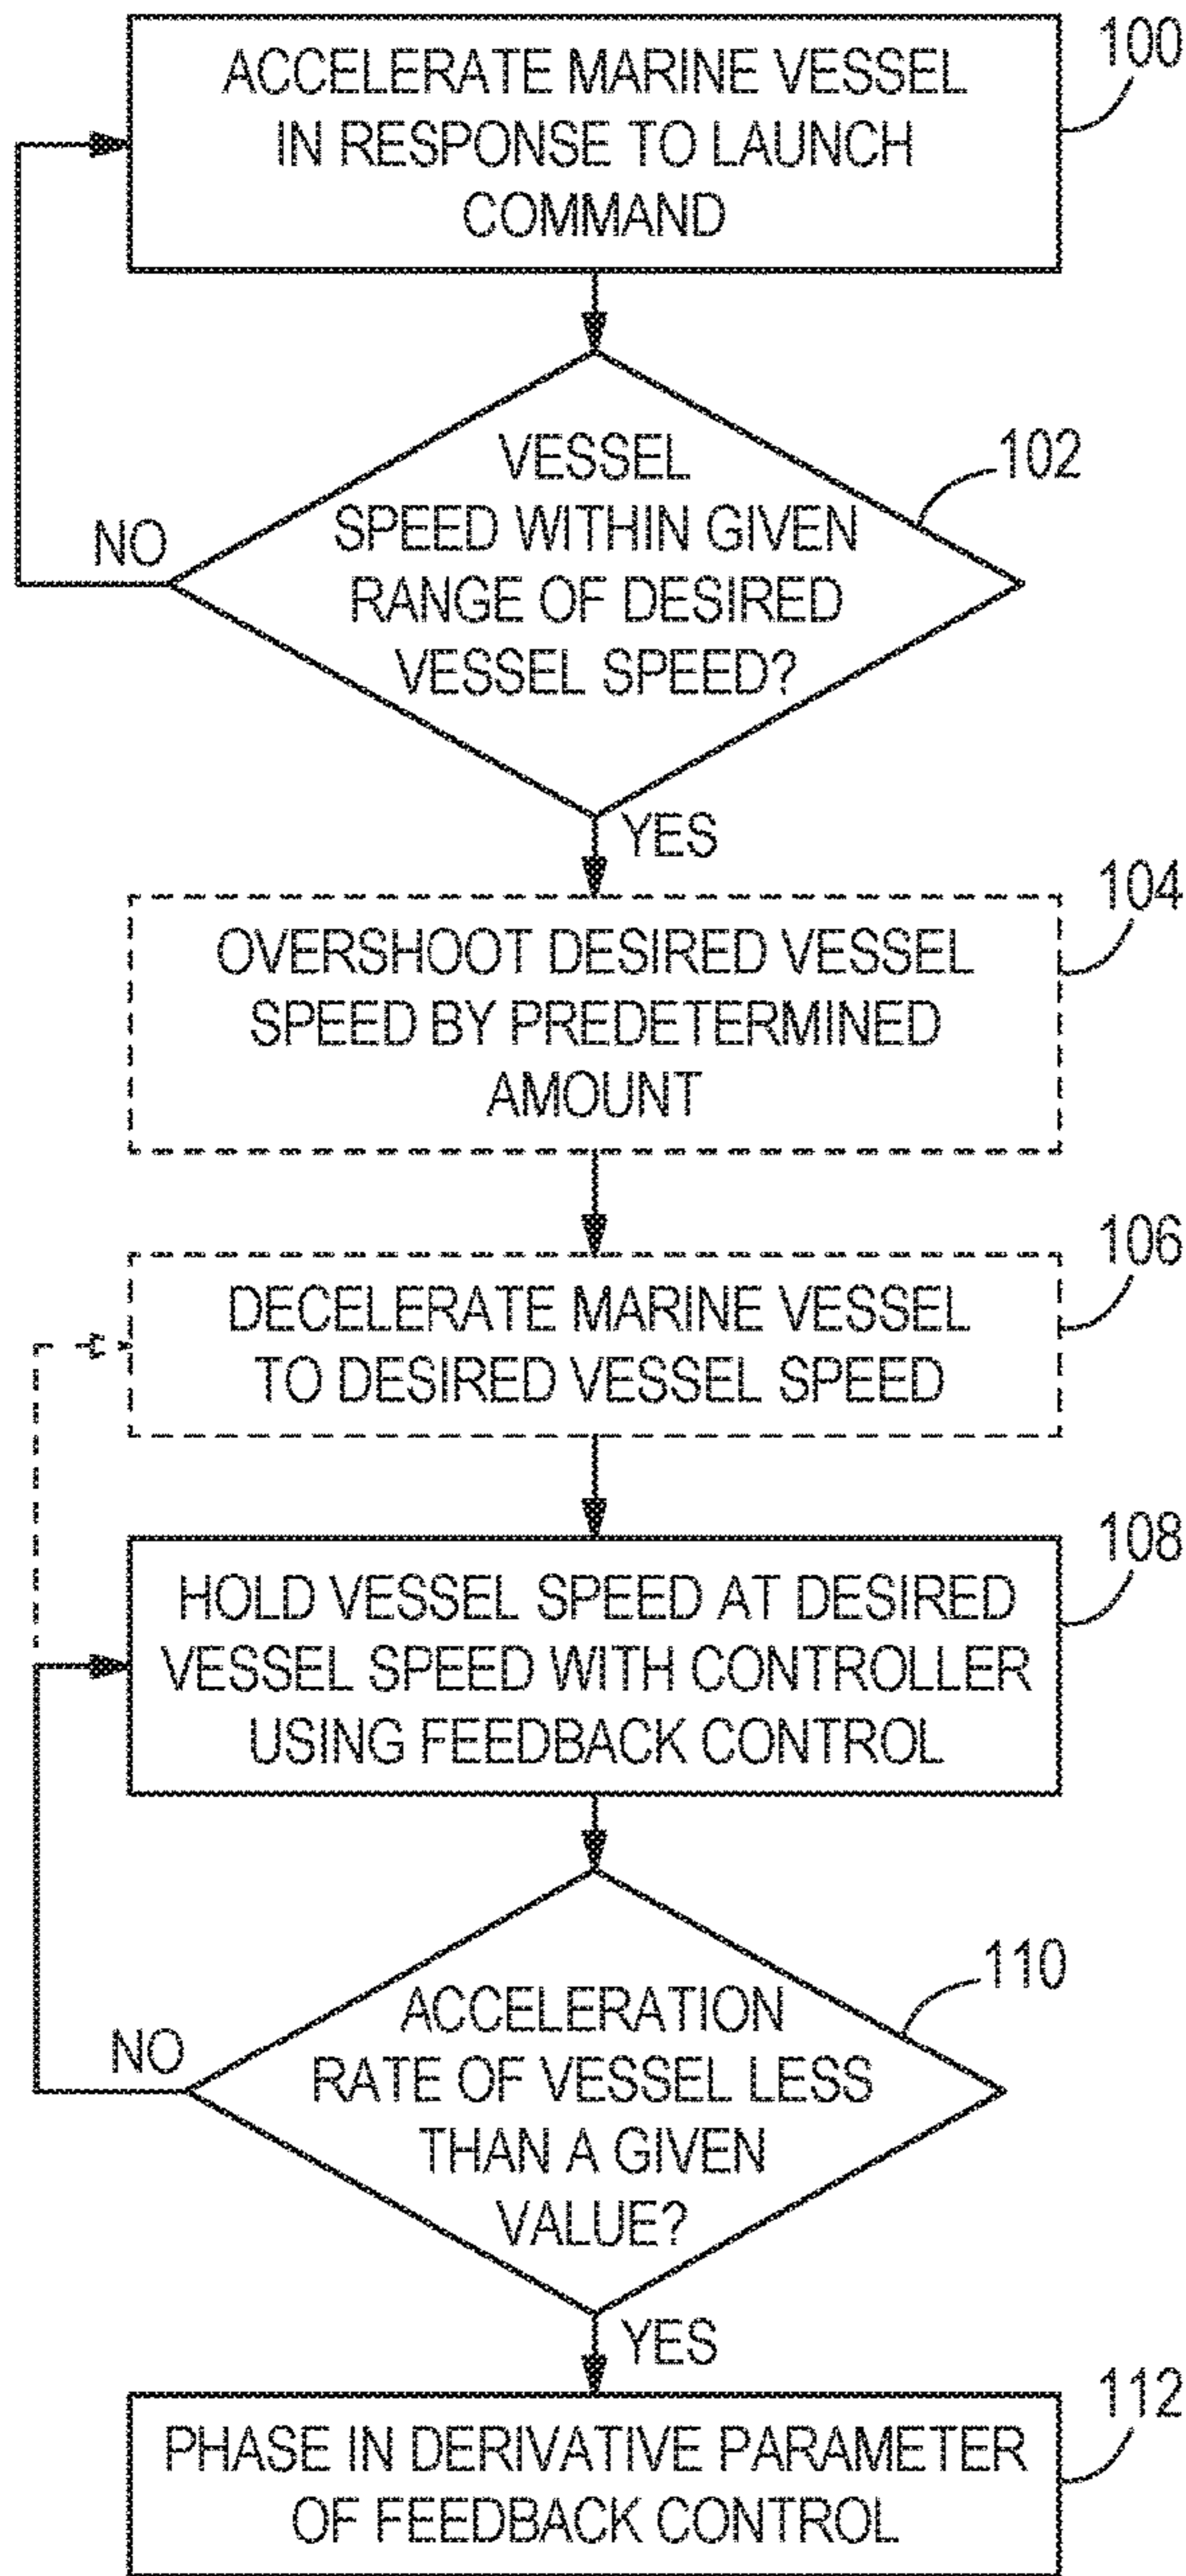 ACCELERATE MARINE VESSEL
IN RESPONSE TO LAUNCH
COMMAND
100
VESSEL
SPEED WITHIN GIVEN
RANGE OF DESIRED
VESSEL SPEED?
102
NO
YES
OVERSHOOT DESIRED VESSEL
SPEED BY PREDETERMINED
AMOUNT
104
DECELERATE MARINE VESSEL
TO DESIRED VESSEL SPEED
106
HOLD VESSEL SPEED AT DESIRED
VESSEL SPEED WITH CONTROLLER
USING FEEDBACK CONTROL
108
ACCELERATION
RATE OF VESSEL LESS
THAN A GIVEN
VALUE?
110
NO
YES
PHASE IN DERIVATIVE PARAMETER
OF FEEDBACK CONTROL
112